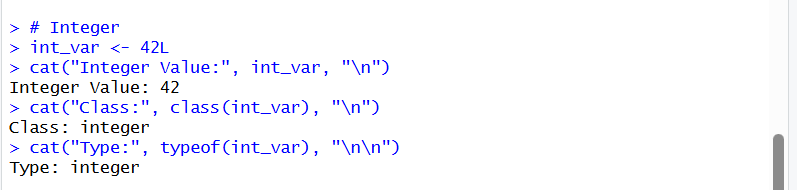 > # Integer
> int_var <- 42L
> cat("Integer Value:", int_var, "\n")
Integer Value: 42
> cat("Class:", class(int_var), "\n")
Class: integer
> cat("Type:", typeof(int_var), "\n\n")
Type: integer